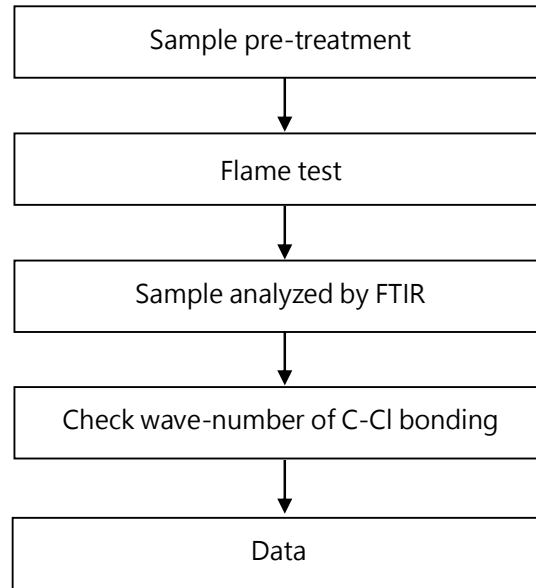 Sample pre-treatment
Flame test
Sample analyzed by FTIR
Check wave-number of C-Cl bonding
Data